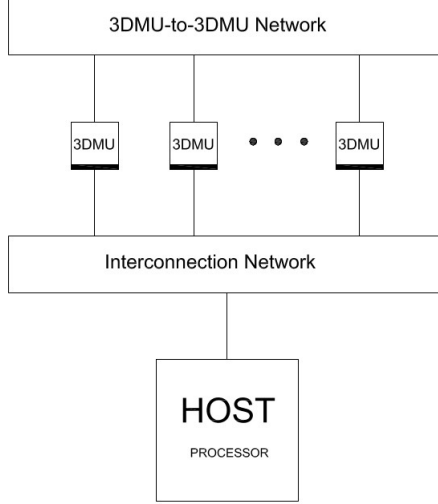 3DMU-to-3DMU Network
3DMU
3DMU
3DMU
Interconnection Network
HOST
PROCESSOR